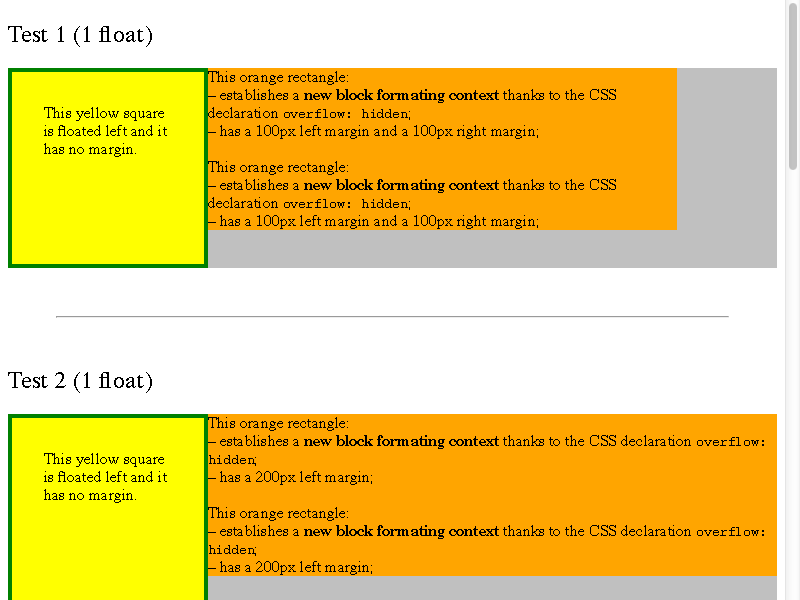 Test 1 (1 float)
This yellow square
is floated left and it
has no margin.
This orange rectangle:
– establishes a new block formating context thanks to the CSS
declaration overflow: hidden;
– has a 100px left margin and a 100px right margin;
This orange rectangle:
– establishes a new block formating context thanks to the CSS
declaration overflow: hidden;
– has a 100px left margin and a 100px right margin;
Test 2 (1 float)
This yellow square
is floated left and it
has no margin.
This orange rectangle:
– establishes a new block formating context thanks to the CSS declaration overflow:
hidden;
– has a 200px left margin;
This orange rectangle:
– establishes a new block formating context thanks to the CSS declaration overflow:
hidden;
– has a 200px left margin;